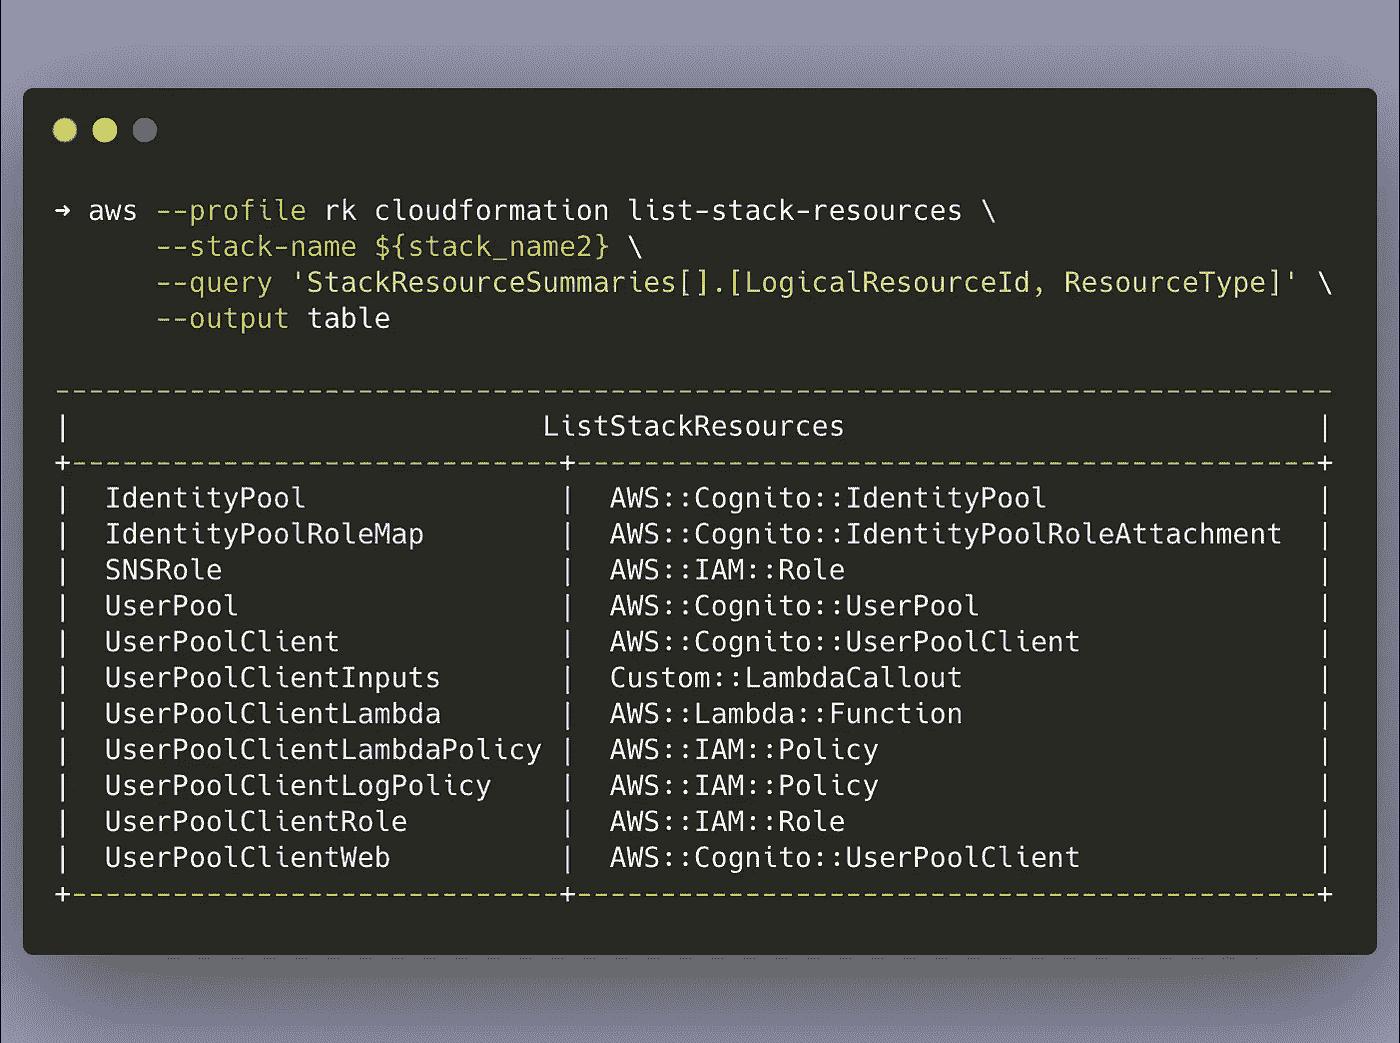 ➜ aws --profile rk cloudformation list-stack-resources \
      --stack-name ${stack_name2} \
      --query 'StackResourceSummaries[].[LogicalResourceId, ResourceType]' \
      --output table
----------------------------------------------------------------------------
|                            ListStackResources                            |
+-----------------------------+--------------------------------------------+
|  IdentityPool               |  AWS::Cognito::IdentityPool                |
|  IdentityPoolRoleMap        |  AWS::Cognito::IdentityPoolRoleAttachment  |
|  SNSRole                    |  AWS::IAM::Role                            |
|  UserPool                   |  AWS::Cognito::UserPool                    |
|  UserPoolClient             |  AWS::Cognito::UserPoolClient              |
|  UserPoolClientInputs       |  Custom::LambdaCallout                     |
|  UserPoolClientLambda       |  AWS::Lambda::Function                     |
|  UserPoolClientLambdaPolicy |  AWS::IAM::Policy                          |
|  UserPoolClientLogPolicy    |  AWS::IAM::Policy                          |
|  UserPoolClientRole         |  AWS::IAM::Role                            |
|  UserPoolClientWeb          |  AWS::Cognito::UserPoolClient              |
+-----------------------------+--------------------------------------------+